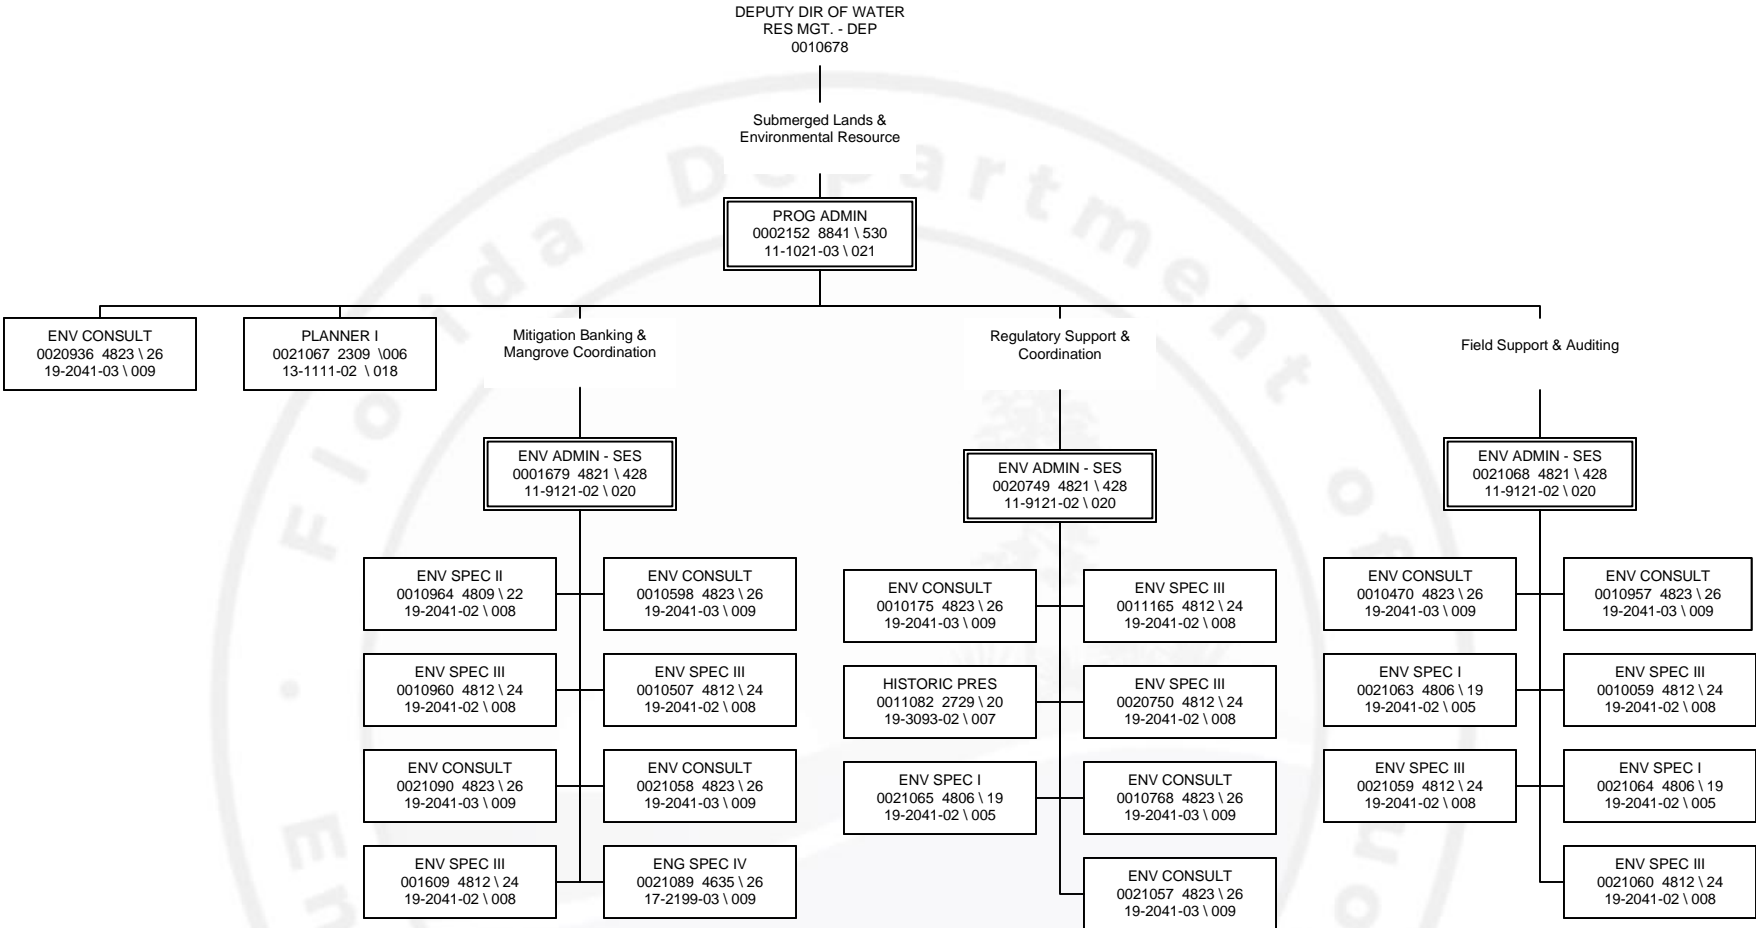 DEPUTY DIR OF WATER
RES MGT. - DEP
0010678
Submerged Lands &
Environmental Resource
PROG ADMIN
0002152 8841 \ 530
11-1021-03 \ 021
ENV CONSULT
0020936 4823 \ 26
19-2041-03 \ 009
PLANNER I
0021067 2309 \006
13-1111-02 \ 018
Mitigation Banking &
Mangrove Coordination
Regulatory Support &
Coordination
Field Support & Auditing
ENV ADMIN - SES
0001679 4821 \ 428
11-9121-02 \ 020
ENV SPEC II
0010964 4809 \ 22
19-2041-02 \ 008
ENV CONSULT
0010598 4823 \ 26
19-2041-03 \ 009
ENV SPEC III
0010960 4812 \ 24
19-2041-02 \ 008
ENV SPEC III
0010507 4812 \ 24
19-2041-02 \ 008
ENV CONSULT
0021090 4823 \ 26
19-2041-03 \ 009
ENV CONSULT
0021058 4823 \ 26
19-2041-03 \ 009
ENV SPEC III
001609 4812 \ 24
19-2041-02 \ 008
ENG SPEC IV
0021089 4635 \ 26
17-2199-03 \ 009
ENV ADMIN - SES
0020749 4821 \ 428
11-9121-02 \ 020
ENV CONSULT
0010175 4823 \ 26
19-2041-03 \ 009
ENV SPEC III
0011165 4812 \ 24
19-2041-02 \ 008
HISTORIC PRES
0011082 2729 \ 20
19-3093-02 \ 007
ENV SPEC III
0020750 4812 \ 24
19-2041-02 \ 008
ENV SPEC I
0021065 4806 \ 19
19-2041-02 \ 005
ENV CONSULT
0010768 4823 \ 26
19-2041-03 \ 009
ENV CONSULT
0021057 4823 \ 26
19-2041-03 \ 009
ENV ADMIN - SES
0021068 4821 \ 428
11-9121-02 \ 020
ENV CONSULT
0010470 4823 \ 26
19-2041-03 \ 009
ENV CONSULT
0010957 4823 \ 26
19-2041-03 \ 009
ENV SPEC I
0021063 4806 \ 19
19-2041-02 \ 005
ENV SPEC III
0010059 4812 \ 24
19-2041-02 \ 008
ENV SPEC III
0021059 4812 \ 24
19-2041-02 \ 008
ENV SPEC I
0021064 4806 \ 19
19-2041-02 \ 005
ENV SPEC III
0021060 4812 \ 24
19-2041-02 \ 008
Florida Department of